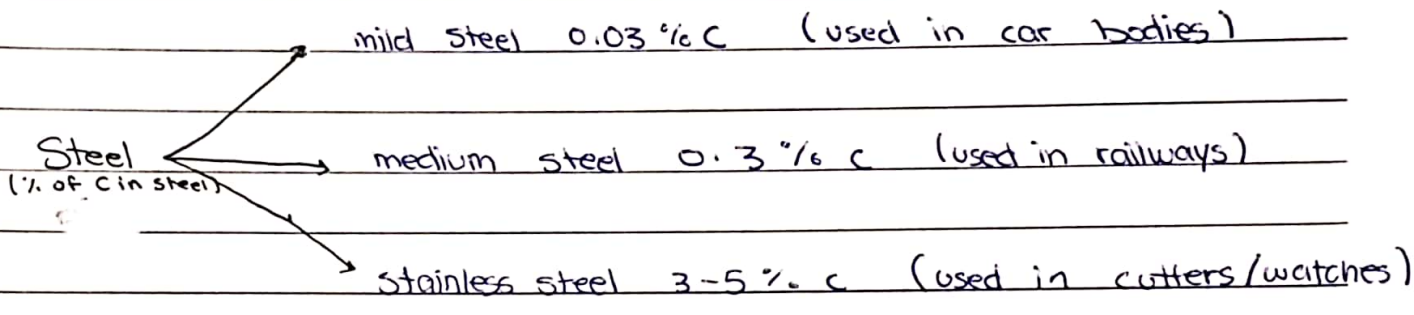 mild steel 0.03 % C (used in car bodies)
Steel medium steel 0.3 % c (used in railways)
(% of C in steel)
stainless steel 3-5 % c (used in cutters/watches)